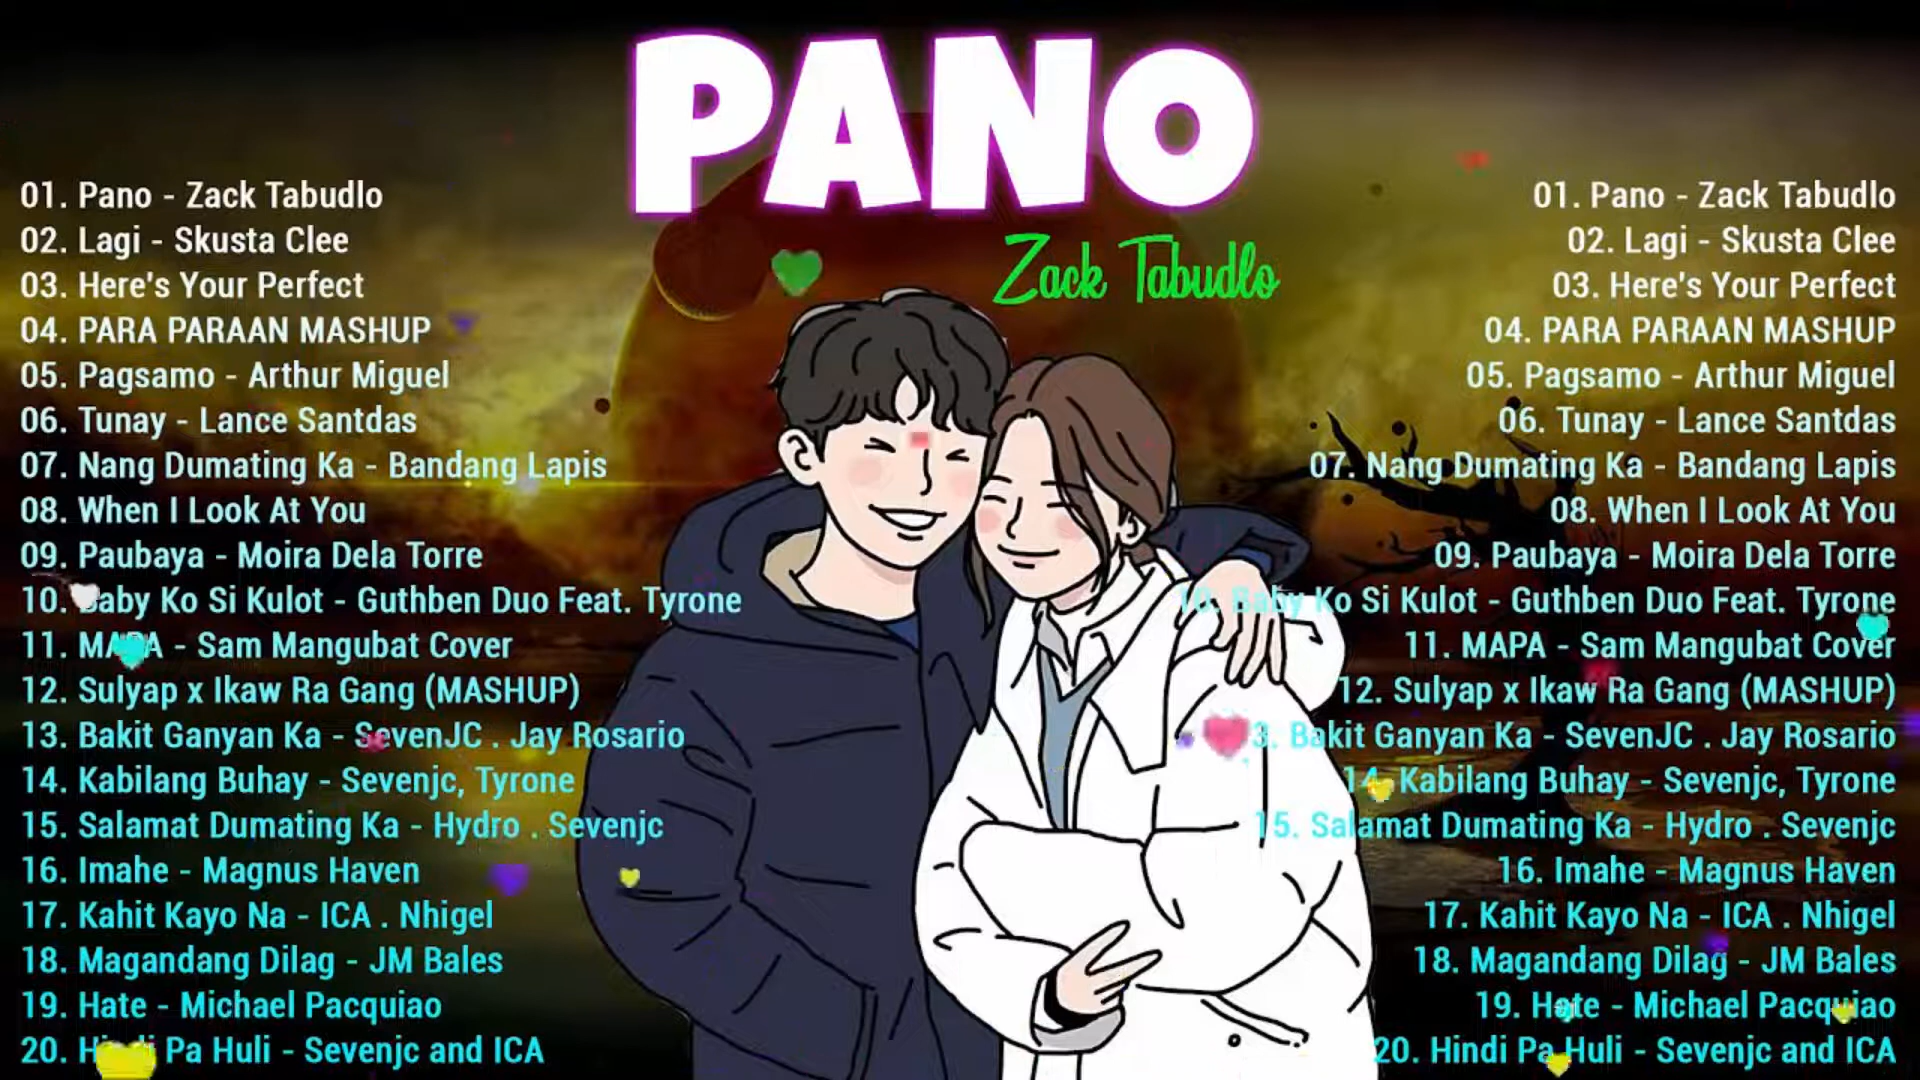 PANO
Zack Tabudlo
01. Pano - Zack Tabudlo
02. Lagi - Skusta Clee
03. Here's Your Perfect
04. PARA PARAAN MASHUP
05. Pagsamo - Arthur Miguel
06. Tunay - Lance Santdas
07. Nang Dumating Ka - Bandang Lapis
08. When I Look At You
09. Paubaya - Moira Dela Torre
10. Baby Ko Si Kulot - Guthben Duo Feat. Tyrone
11. MAPA - Sam Mangubat Cover
12. Sulyap x Ikaw Ra Gang (MASHUP)
13. Bakit Ganyan Ka - SevenJC . Jay Rosario
14. Kabilang Buhay - Sevenjc, Tyrone
15. Salamat Dumating Ka - Hydro . Sevenjc
16. Imahe - Magnus Haven
17. Kahit Kayo Na - ICA . Nhigel
18. Magandang Dilag - JM Bales
19. Hate - Michael Pacquiao
20. Hindi Pa Huli - Sevenjc and ICA
01. Pano - Zack Tabudlo
02. Lagi - Skusta Clee
03. Here's Your Perfect
04. PARA PARAAN MASHUP
05. Pagsamo - Arthur Miguel
06. Tunay - Lance Santdas
07. Nang Dumating Ka - Bandang Lapis
08. When I Look At You
09. Paubaya - Moira Dela Torre
10. Baby Ko Si Kulot - Guthben Duo Feat. Tyrone
11. MAPA - Sam Mangubat Cover
12. Sulyap x Ikaw Ra Gang (MASHUP)
13. Bakit Ganyan Ka - SevenJC . Jay Rosario
14. Kabilang Buhay - Sevenjc, Tyrone
15. Salamat Dumating Ka - Hydro . Sevenjc
16. Imahe - Magnus Haven
17. Kahit Kayo Na - ICA . Nhigel
18. Magandang Dilag - JM Bales
19. Hate - Michael Pacquiao
20. Hindi Pa Huli - Sevenjc and ICA